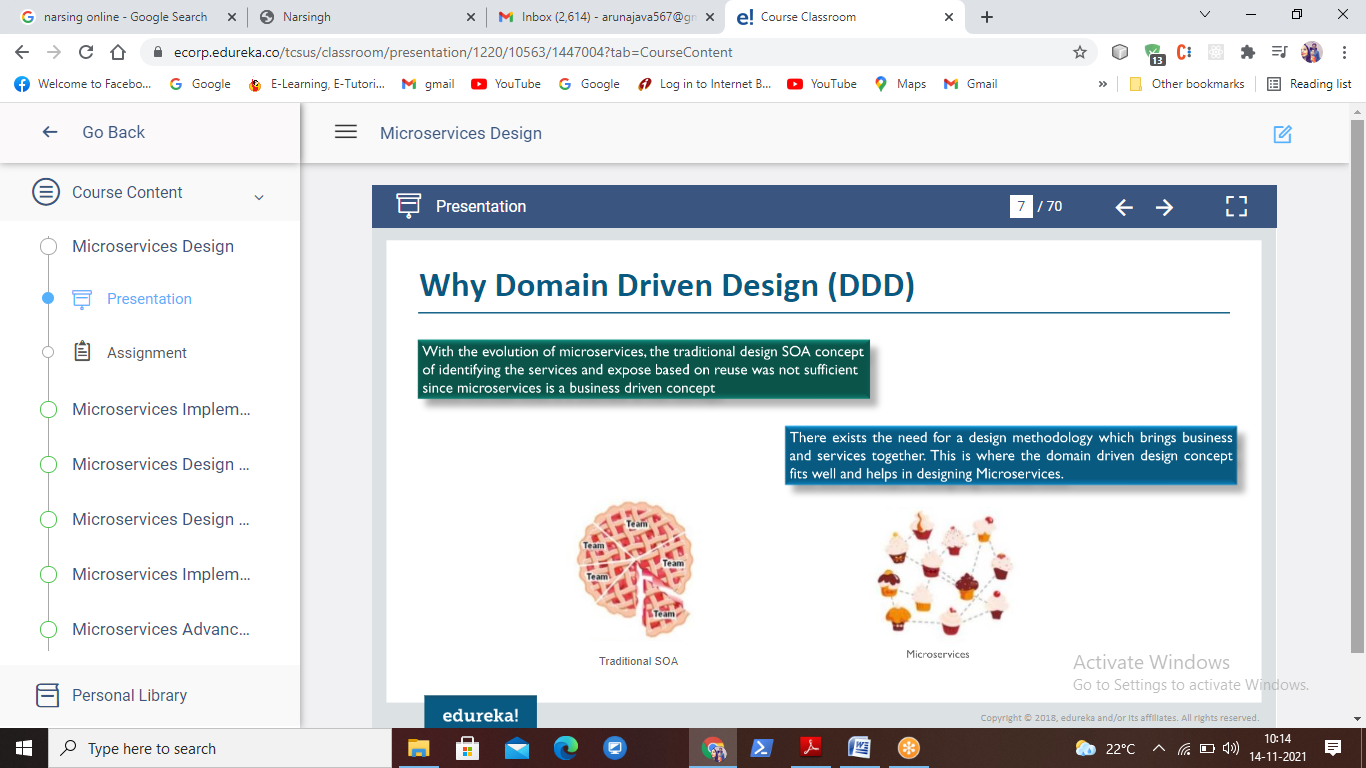 narsing online - Google Search
Narsingh
Inbox (2,614) - arunajava567@gm
Course Classroom
ecorp.edureka.co/tcsus/classroom/presentation/1220/10563/1447004?tab=CourseContent
13
Welcome to Facebo...
Google
E-Learning, E-Tutori...
gmail
YouTube
Google
Log in to Internet B...
YouTube
Maps
Gmail
»
Other bookmarks
Reading list
Go Back
Microservices Design
Course Content
Microservices Design
Presentation
Assignment
Microservices Implem...
Microservices Design ...
Microservices Design ...
Microservices Implem...
Microservices Advanc...
Personal Library
Presentation
7 / 70
Why Domain Driven Design (DDD)
With the evolution of microservices, the traditional design SOA concept
of identifying the services and expose based on reuse was not sufficient
since microservices is a business driven concept
There exists the need for a design methodology which brings business
and services together. This is where the domain driven design concept
fits well and helps in designing Microservices.
Team
Team
Team
Team
Team
Traditional SOA
Microservices
Activate Windows
Go to Settings to activate Windows.
edureka!
Copyright © 2018, edureka and/or its affiliates. All rights reserved.
Type here to search
22°C
10:14
14-11-2021